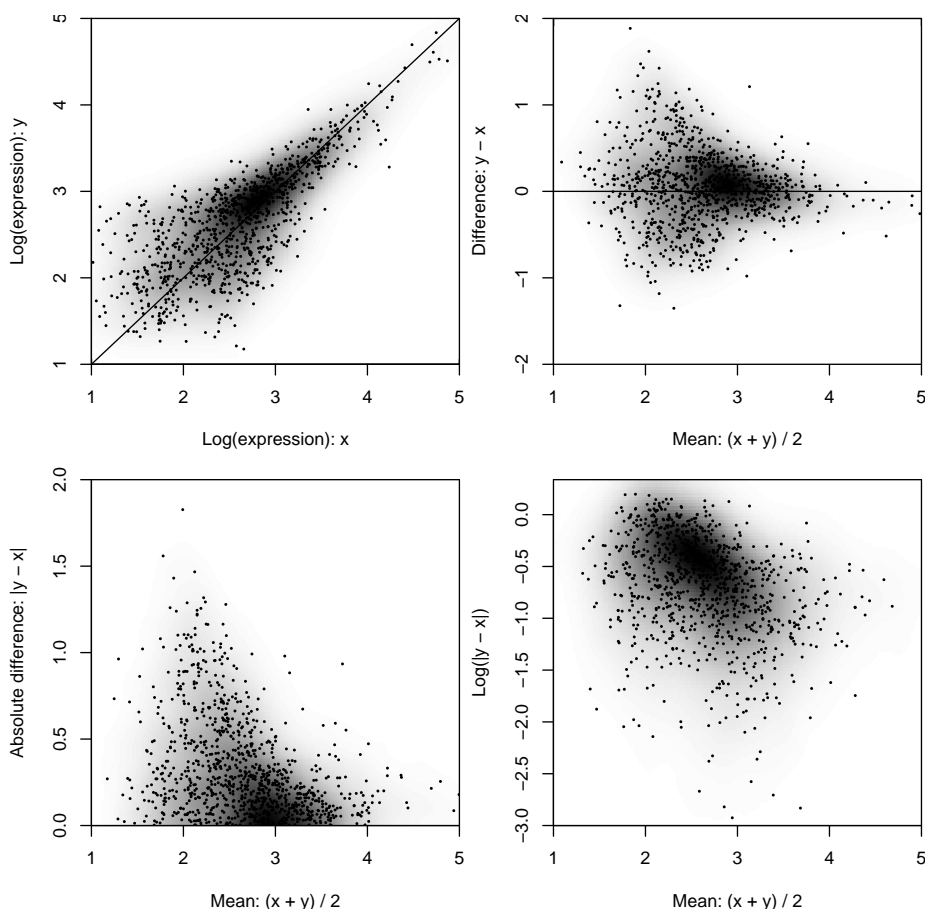 5
4
3
2
1
Log(expression): y
1 2 3 4 5
Log(expression): x
2
1
0
−1
−2
Difference: y − x
1 2 3 4 5
Mean: (x + y) / 2
2.0
1.5
1.0
0.5
0.0
Absolute difference: |y − x|
1 2 3 4 5
Mean: (x + y) / 2
0.0
−0.5
−1.0
−1.5
−2.0
−2.5
−3.0
Log(|y − x|)
1 2 3 4 5
Mean: (x + y) / 2